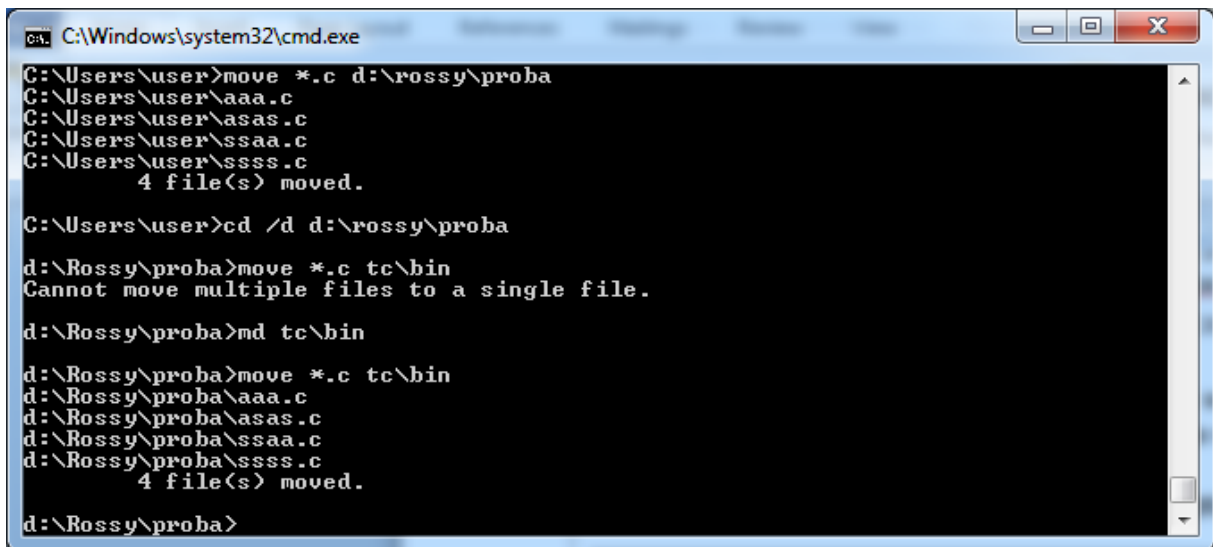 C:\Windows\system32\cmd.exe
C:\Users\user>move *.c d:\rossy\proba
C:\Users\user\aaa.c
C:\Users\user\asas.c
C:\Users\user\ssaa.c
C:\Users\user\ssss.c
4 file(s) moved.
C:\Users\user>cd /d d:\rossy\proba
d:\Rossy\proba>move *.c tc\bin
Cannot move multiple files to a single file.
d:\Rossy\proba>md tc\bin
d:\Rossy\proba>move *.c tc\bin
d:\Rossy\proba\aaa.c
d:\Rossy\proba\asas.c
d:\Rossy\proba\ssaa.c
d:\Rossy\proba\ssss.c
4 file(s) moved.
d:\Rossy\proba>